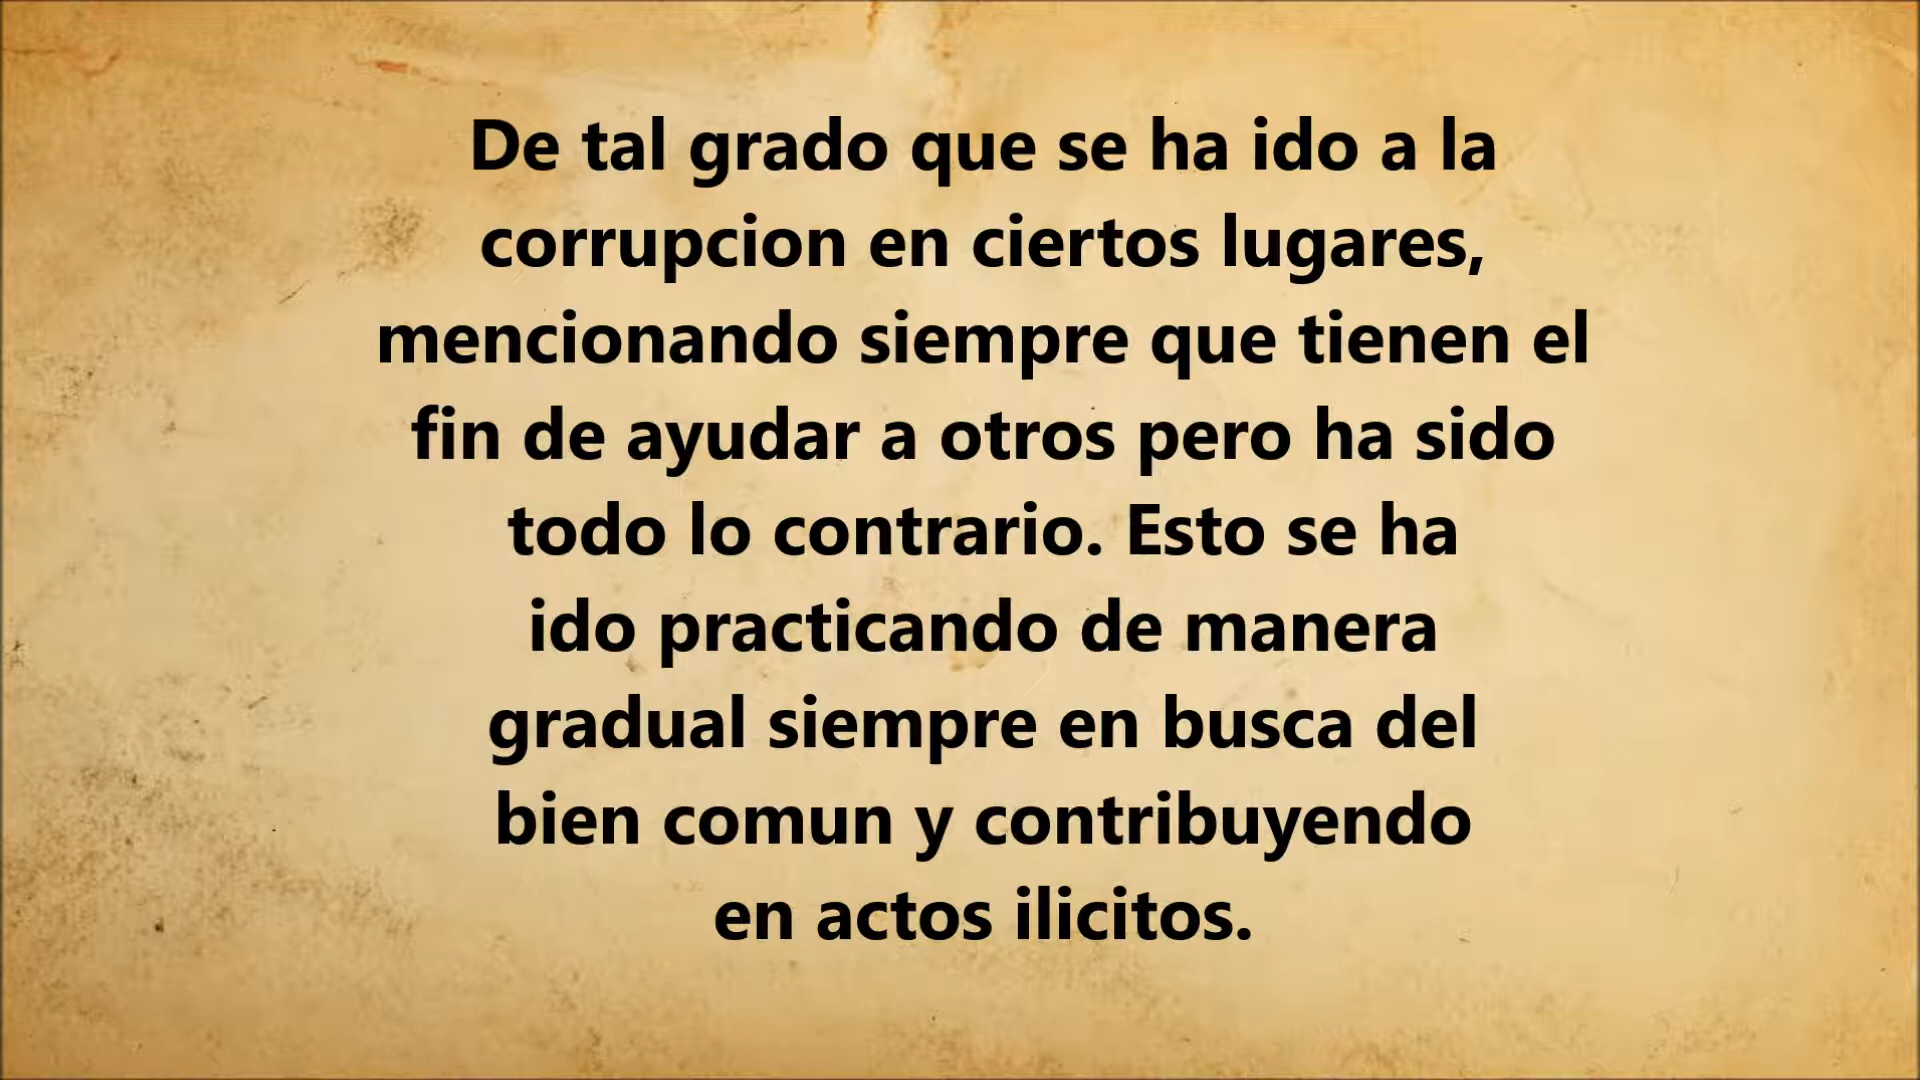 De tal grado que se ha ido a la
corrupcion en ciertos lugares,
mencionando siempre que tienen el
fin de ayudar a otros pero ha sido
todo lo contrario. Esto se ha
ido practicando de manera
gradual siempre en busca del
bien comun y contribuyendo
en actos ilicitos.